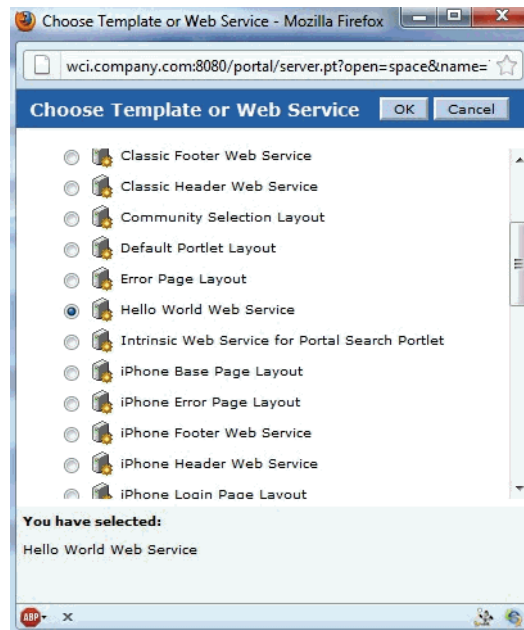 Choose Template or Web Service - Mozilla Firefox
wci.company.com:8080/portal/server.pt?open=space&name=
Choose Template or Web Service OK Cancel
Classic Footer Web Service
Classic Header Web Service
Community Selection Layout
Default Portlet Layout
Error Page Layout
Hello World Web Service
Intrinsic Web Service for Portal Search Portlet
iPhone Base Page Layout
iPhone Error Page Layout
iPhone Footer Web Service
iPhone Header Web Service
iPhone Login Page Layout
You have selected:
Hello World Web Service
ABP